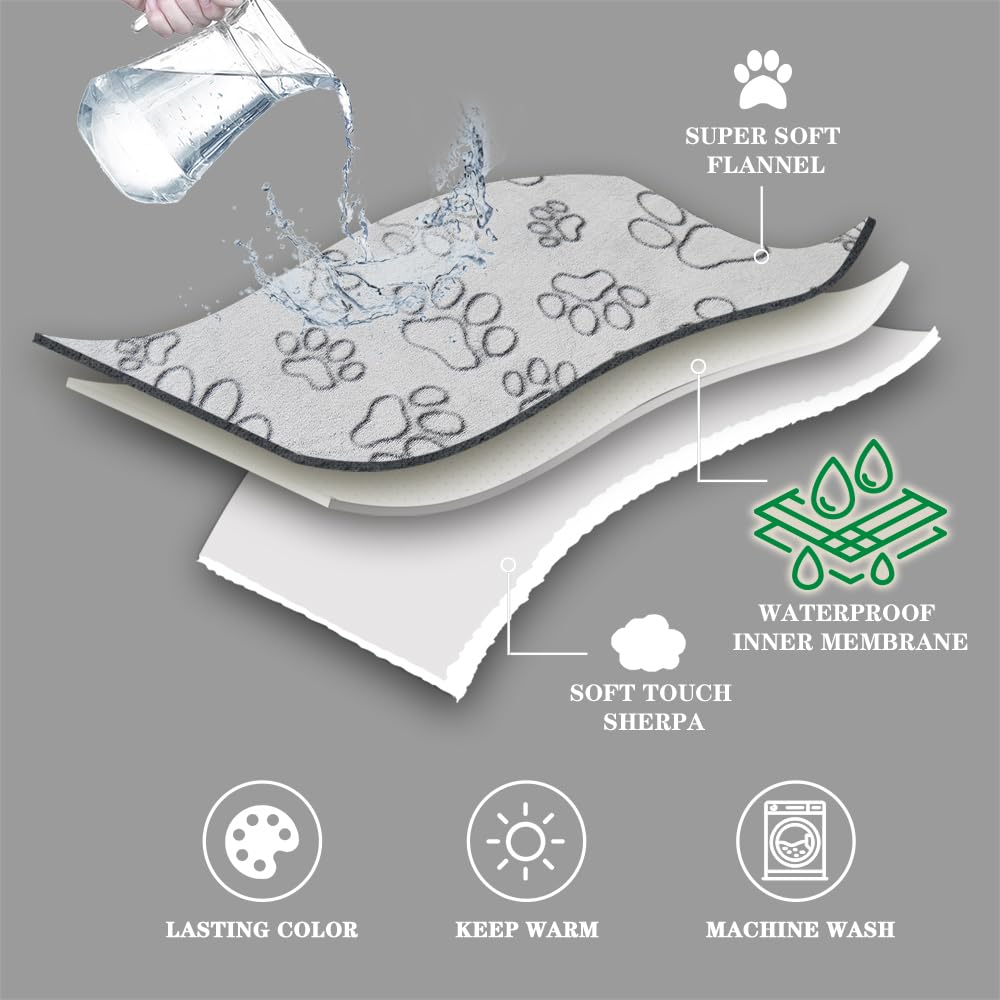 SUPER SOFT
FLANNEL
WATERPROOF
INNER MEMBRANE
SOFT TOUCH
SHERPA
LASTING COLOR
KEEP WARM
MACHINE WASH